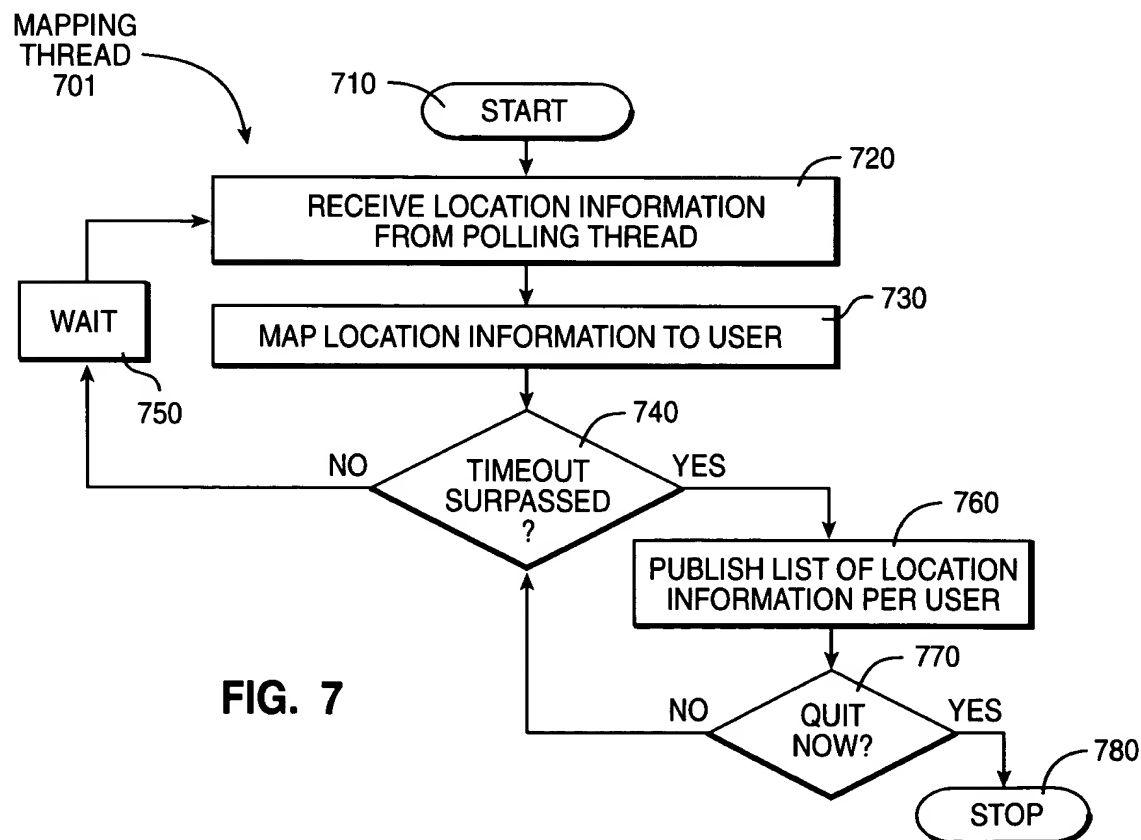 MAPPING
THREAD
701
710
START
720
RECEIVE LOCATION INFORMATION
FROM POLLING THREAD
WAIT
750
730
MAP LOCATION INFORMATION TO USER
740
NO
TIMEOUT
SURPASSED
?
YES
760
PUBLISH LIST OF LOCATION
INFORMATION PER USER
770
NO
QUIT
NOW?
YES
780
STOP
FIG. 7